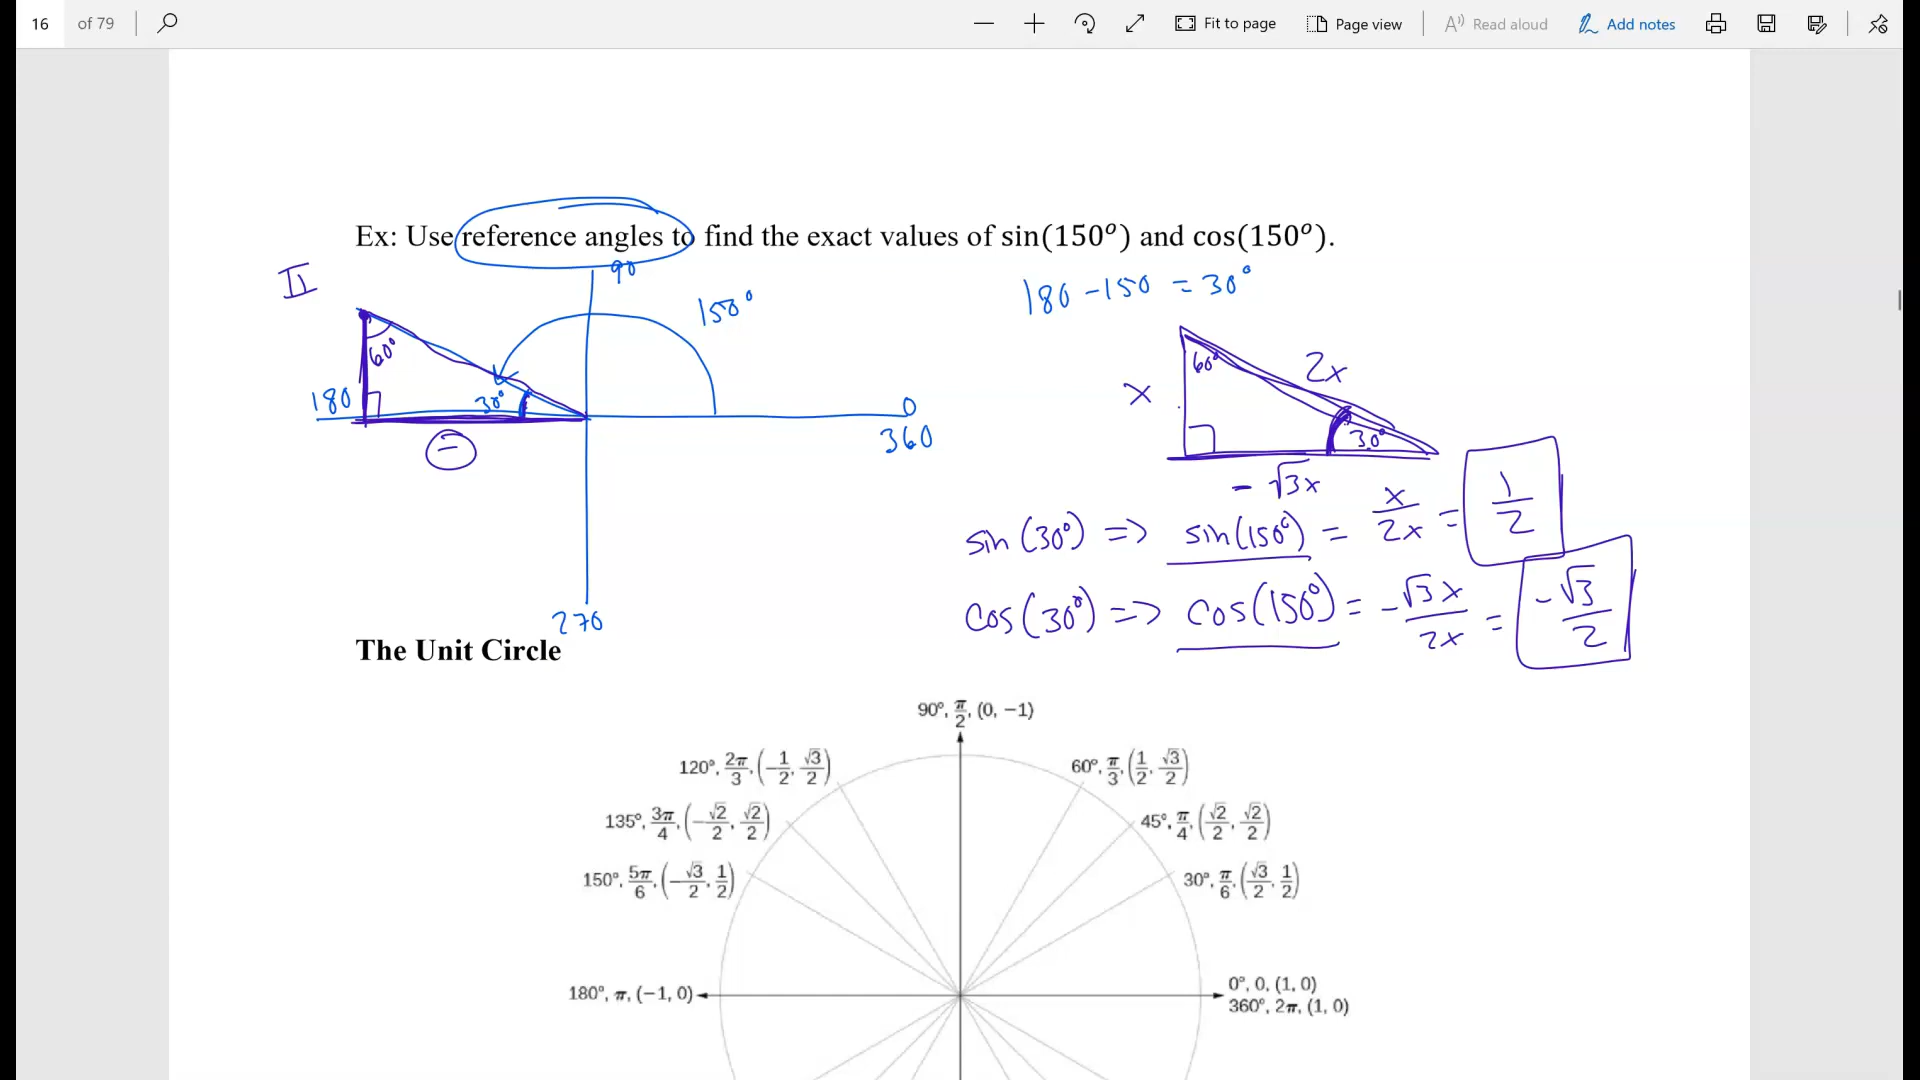 16 of 79 Fit to page Page view Read aloud Add notes
Ex: Use reference angles to find the exact values of sin(150°) and cos(150°).
II
90
150°
180 - 150 = 30°
60°
30°
180
0
360
270
60°
2x
x
30°
- √3x
sin(30°) => sin(150°) = x/2x = 1/2
cos(30°) => cos(150°) = -√3x/2x = -√3/2
The Unit Circle
90°, π/2, (0, −1)
120°, 2π/3, (−1/2, √3/2)
60°, π/3, (1/2, √3/2)
135°, 3π/4, (−√2/2, √2/2)
45°, π/4, (√2/2, √2/2)
150°, 5π/6, (−√3/2, 1/2)
30°, π/6, (√3/2, 1/2)
180°, π, (−1, 0)
0°, 0, (1, 0)
360°, 2π, (1, 0)